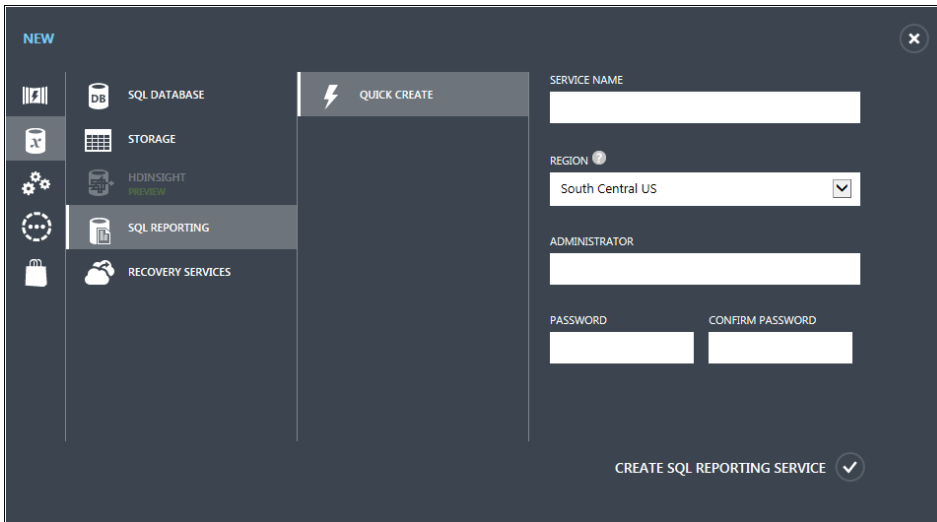 NEW
SQL DATABASE
STORAGE
HDINSIGHT
PREVIEW
SQL REPORTING
RECOVERY SERVICES
QUICK CREATE
SERVICE NAME
REGION ?
South Central US
ADMINISTRATOR
PASSWORD
CONFIRM PASSWORD
CREATE SQL REPORTING SERVICE
DB
x